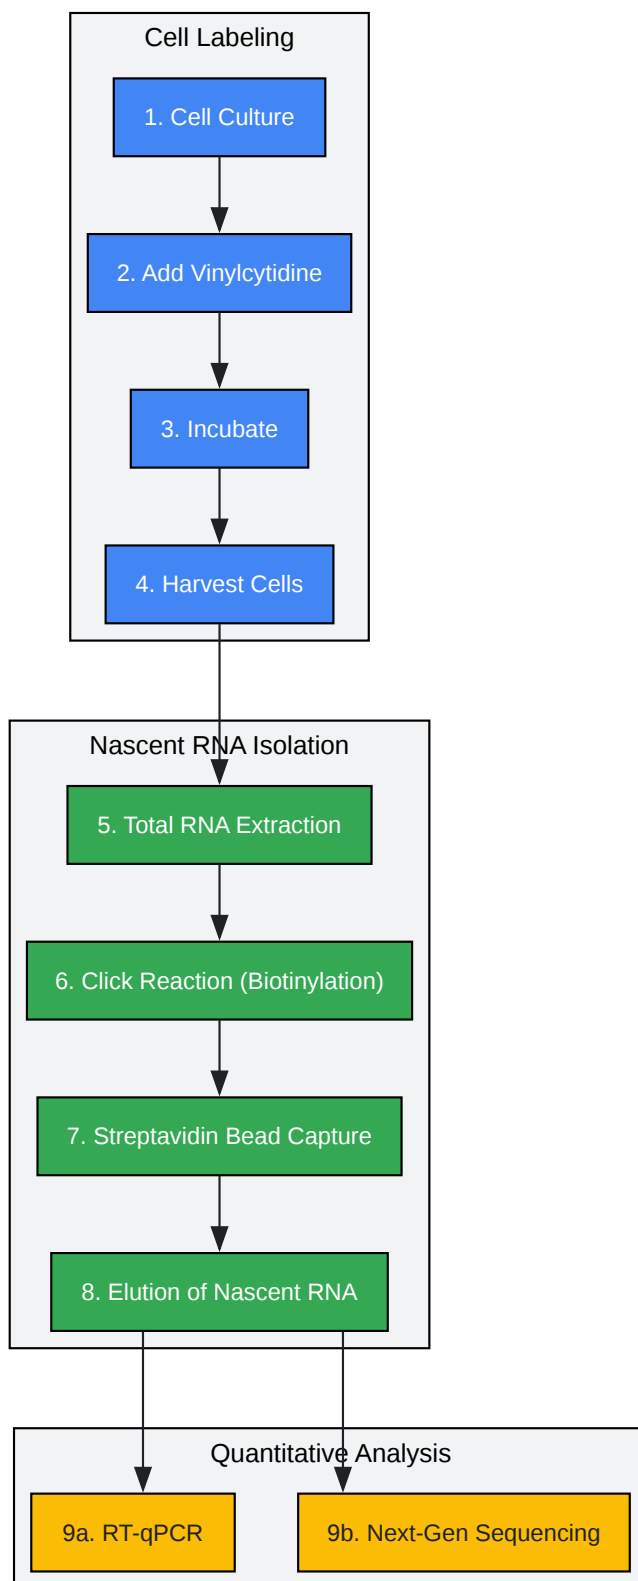 Cell Labeling
1. Cell Culture
2. Add Vinylcytidine
3. Incubate
4. Harvest Cells
Nascent RNA Isolation
5. Total RNA Extraction
6. Click Reaction (Biotinylation)
7. Streptavidin Bead Capture
8. Elution of Nascent RNA
Quantitative Analysis
9a. RT-qPCR
9b. Next-Gen Sequencing